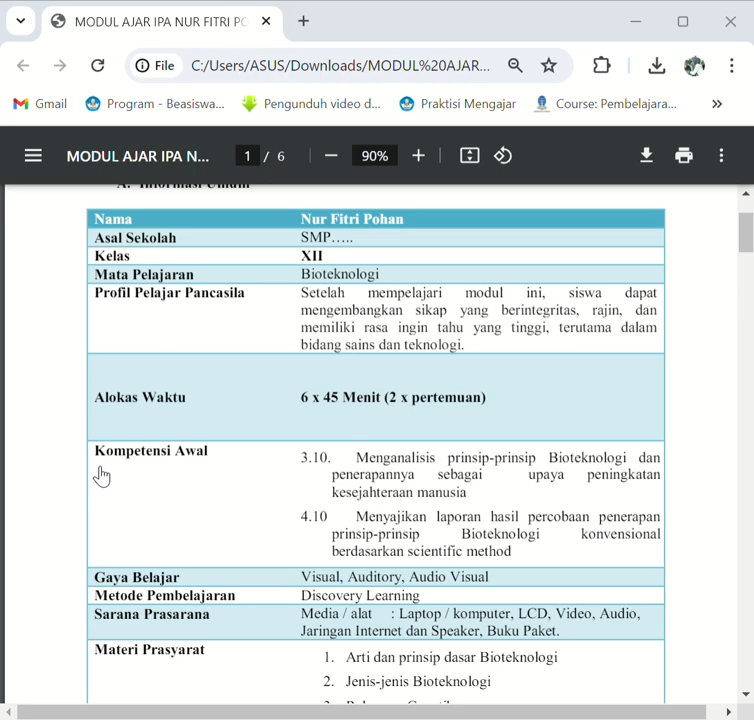 MODUL AJAR IPA NUR FITRI PO
File C:/Users/ASUS/Downloads/MODUL%20AJAR...
Gmail Program - Beasiswa... Pengunduh video d... Praktisi Mengajar Course: Pembelajara... »
MODUL AJAR IPA N... 1 / 6 − 90% +
A. Informasi Umum
Nama Nur Fitri Pohan
Asal Sekolah SMP…..
Kelas XII
Mata Pelajaran Bioteknologi
Profil Pelajar Pancasila Setelah mempelajari modul ini, siswa dapat
mengembangkan sikap yang berintegritas, rajin, dan
memiliki rasa ingin tahu yang tinggi, terutama dalam
bidang sains dan teknologi.
Alokas Waktu 6 x 45 Menit (2 x pertemuan)
Kompetensi Awal
3.10. Menganalisis prinsip-prinsip Bioteknologi dan
penerapannya sebagai upaya peningkatan
kesejahteraan manusia
4.10 Menyajikan laporan hasil percobaan penerapan
prinsip-prinsip Bioteknologi konvensional
berdasarkan scientific method
Gaya Belajar Visual, Auditory, Audio Visual
Metode Pembelajaran Discovery Learning
Sarana Prasarana Media / alat : Laptop / komputer, LCD, Video, Audio,
Jaringan Internet dan Speaker, Buku Paket.
Materi Prasyarat
1. Arti dan prinsip dasar Bioteknologi
2. Jenis-jenis Bioteknologi